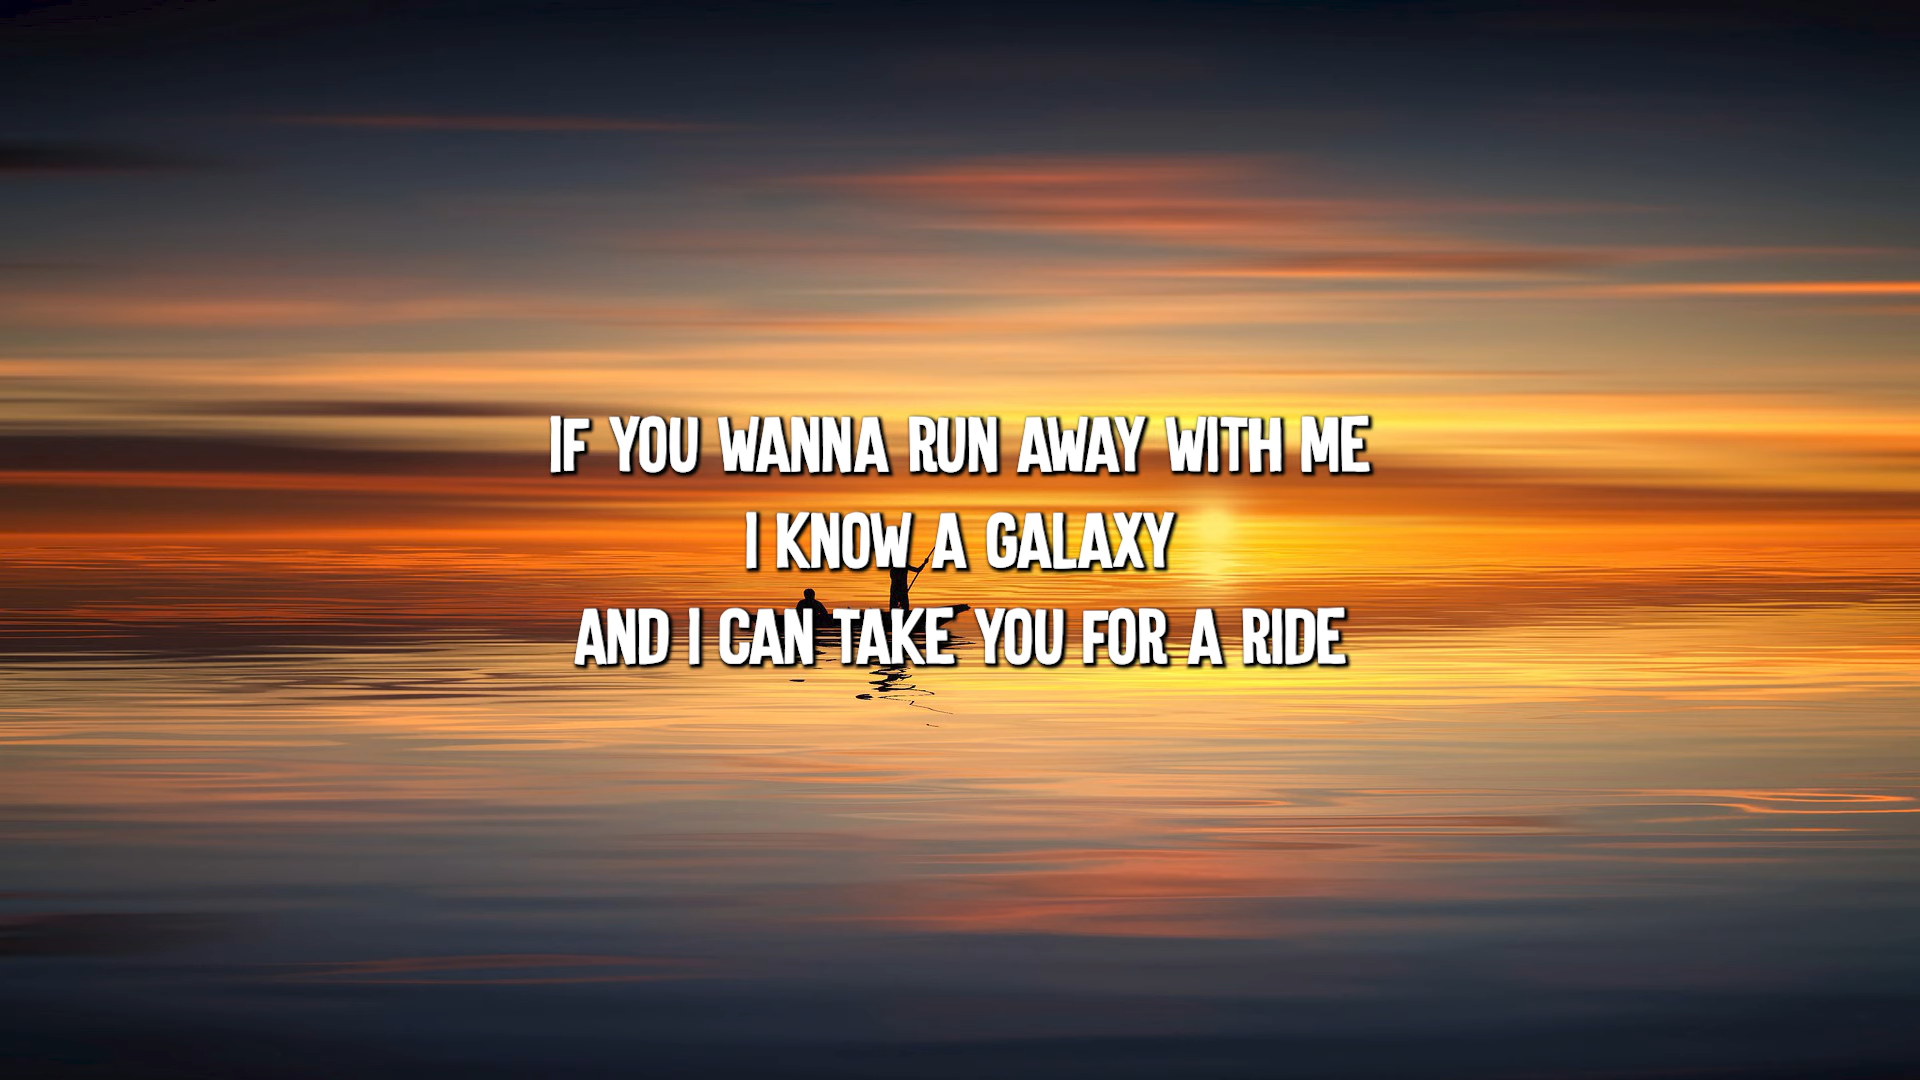 IF YOU WANNA RUN AWAY WITH ME
I KNOW A GALAXY
AND I CAN TAKE YOU FOR A RIDE